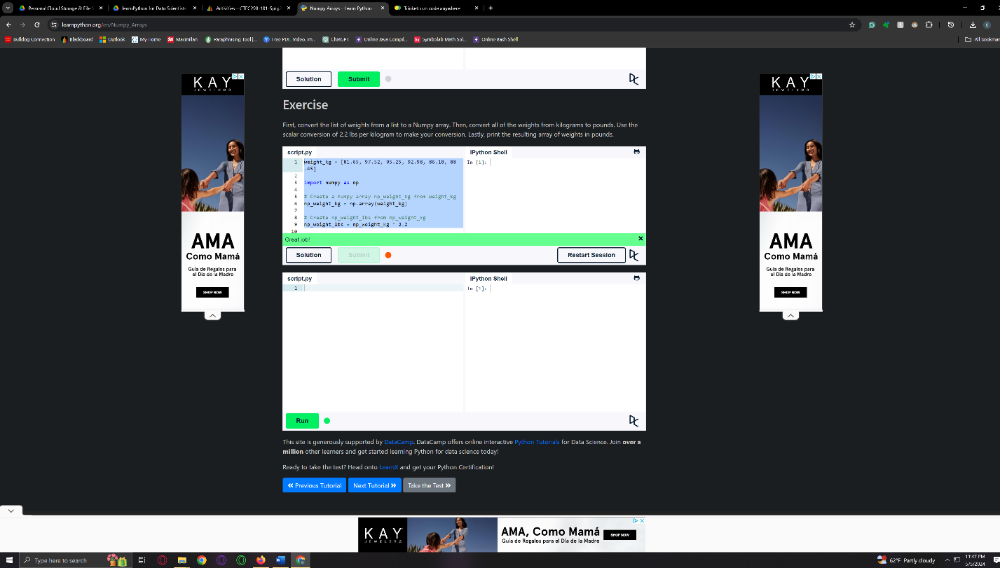 Personal Cloud Storage & File S
learnPython for Data Scientists
Activities – CTEC298-101-Sprg2
Numpy Arrays - Learn Python
Trinket: run code anywhere
learnpython.org/en/Numpy_Arrays
Bulldog Connection
Blackboard
Outlook
My Home
Macmillan
Paraphrasing Tool |...
Free PDF, Video, Im...
ChatGPT
Online Java Compil...
Symbolab Math Sol...
Online Bash Shell
All Bookmar
Solution
Submit
KAY
JEWELERS
AMA
Como Mamá
Guía de Regalos para
el Día de la Madre
SHOP NOW
Exercise
First, convert the list of weights from a list to a Numpy array. Then, convert all of the weights from kilograms to pounds. Use the
scalar conversion of 2.2 lbs per kilogram to make your conversion. Lastly, print the resulting array of weights in pounds.
script.py
IPython Shell
1 weight_kg = [81.65, 97.52, 95.25, 92.98, 86.18, 88
.45]
2
3 import numpy as np
4
5 # Create a numpy array np_weight_kg from weight_kg
6 np_weight_kg = np.array(weight_kg)
7
8 # Create np_weight_lbs from np_weight_kg
9 np_weight_lbs = np_weight_kg * 2.2
10
In [1]:
Great job!
Solution
Submit
Restart Session
script.py
IPython Shell
1
In [1]:
Run
This site is generously supported by DataCamp. DataCamp offers online interactive Python Tutorials for Data Science. Join over a
million other learners and get started learning Python for data science today!
Ready to take the test? Head onto LearnX and get your Python Certification!
Previous Tutorial
Next Tutorial
Take the Test
KAY
JEWELERS
AMA
Como Mamá
Guía de Regalos para
el Día de la Madre
SHOP NOW
KAY
JEWELERS
AMA, Como Mamá
Guía de Regalos para el Día de la Madre
SHOP NOW
Type here to search
62°F Partly cloudy
11:47 PM
5/5/2024